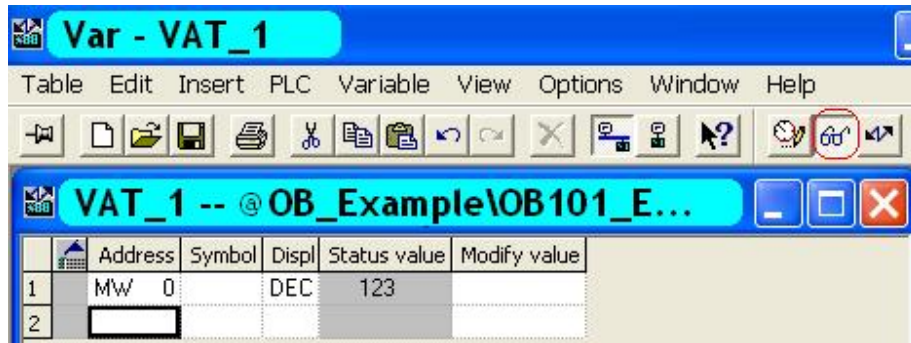 Var - VAT_1
Table Edit Insert PLC Variable View Options Window Help
VAT_1 -- @OB_Example\OB101_E...
Address Symbol Displ Status value Modify value
1 MW 0 DEC 123
2